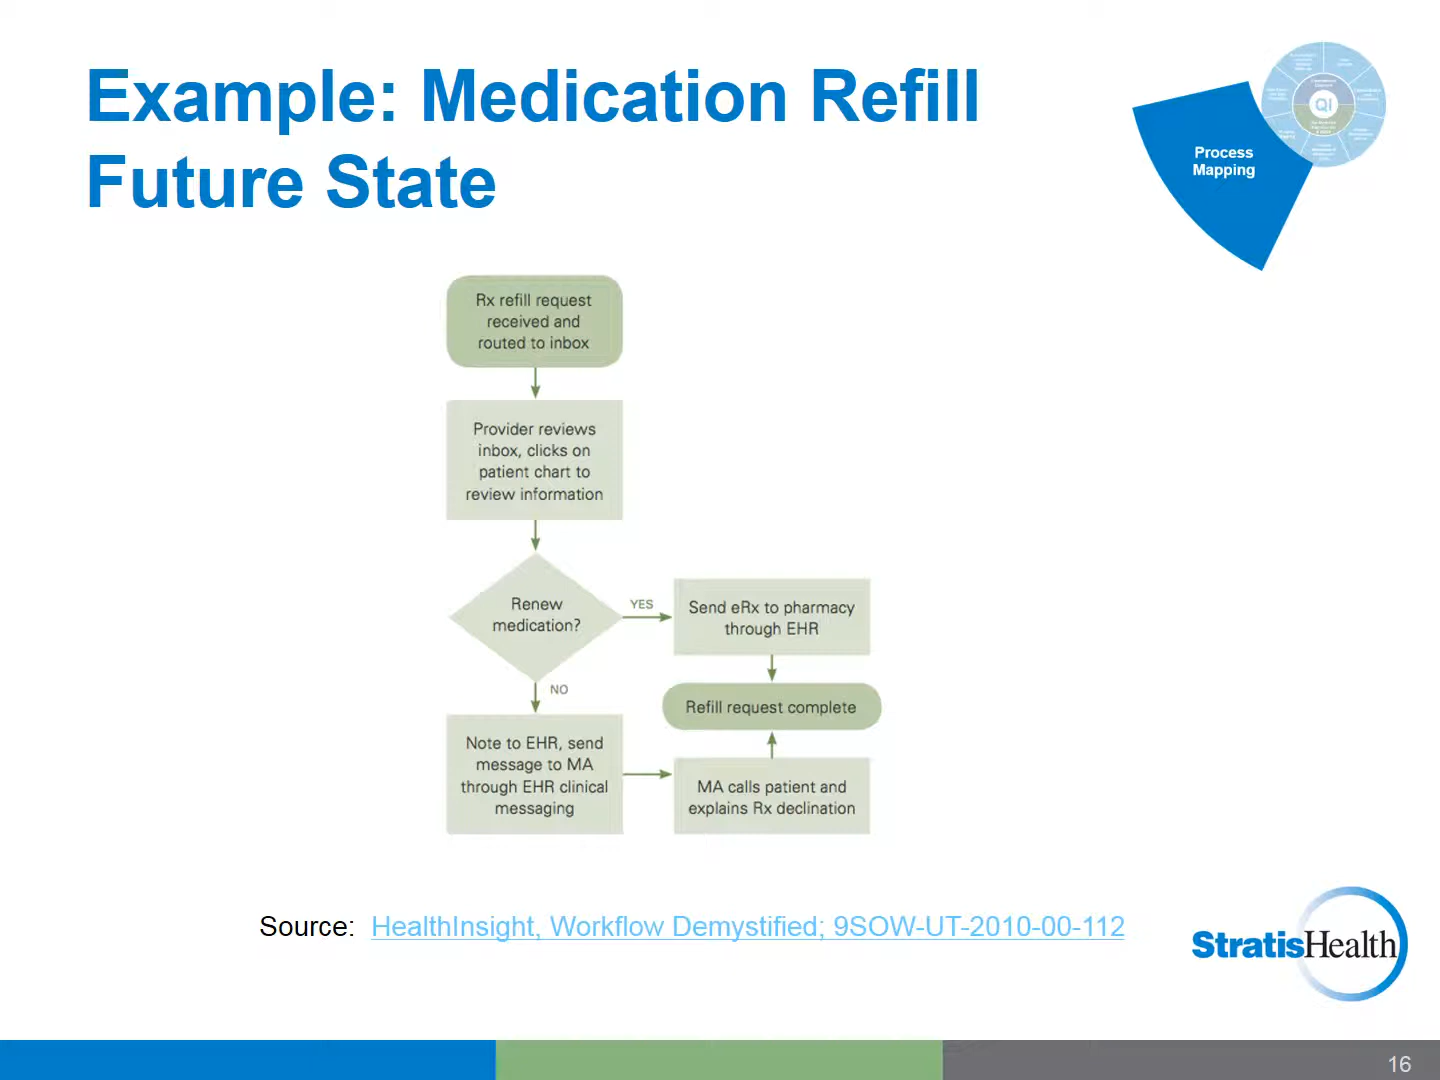 Example: Medication Refill
Future State
Process
Mapping
QI
Rx refill request
received and
routed to inbox
Provider reviews
inbox, clicks on
patient chart to
review information
Renew
medication?
YES
Send eRx to pharmacy
through EHR
NO
Refill request complete
Note to EHR, send
message to MA
through EHR clinical
messaging
MA calls patient and
explains Rx declination
Source: HealthInsight, Workflow Demystified; 9SOW-UT-2010-00-112
StratisHealth
16